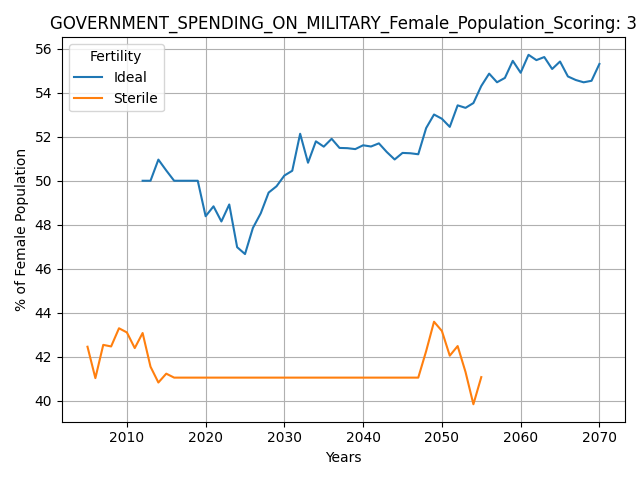 GOVERNMENT_SPENDING_ON_MILITARY_Female_Population_Scoring: 3
Fertility
Ideal
Sterile
% of Female Population
56
54
52
50
48
46
44
42
40
2010 2020 2030 2040 2050 2060 2070
Years